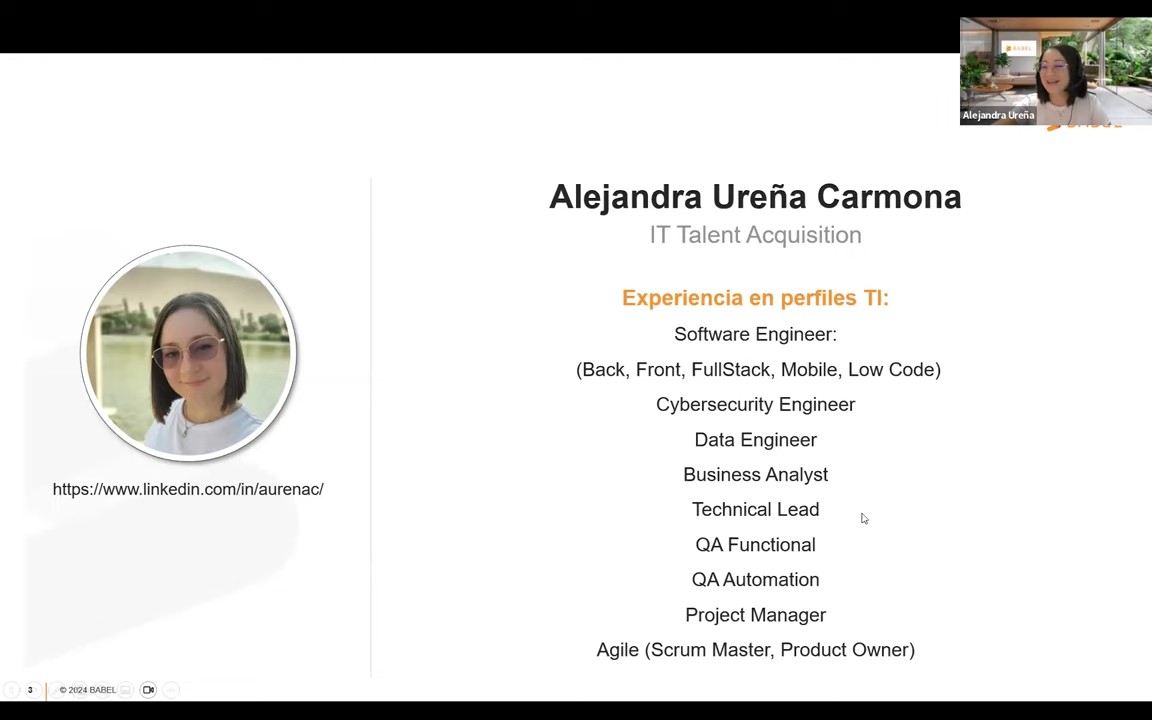 BABEL
Alejandra Ureña
Alejandra Ureña Carmona
IT Talent Acquisition
Experiencia en perfiles TI:
Software Engineer:
(Back, Front, FullStack, Mobile, Low Code)
Cybersecurity Engineer
Data Engineer
Business Analyst
Technical Lead
QA Functional
QA Automation
Project Manager
Agile (Scrum Master, Product Owner)
https://www.linkedin.com/in/aurenac/
3
© 2024 BABEL